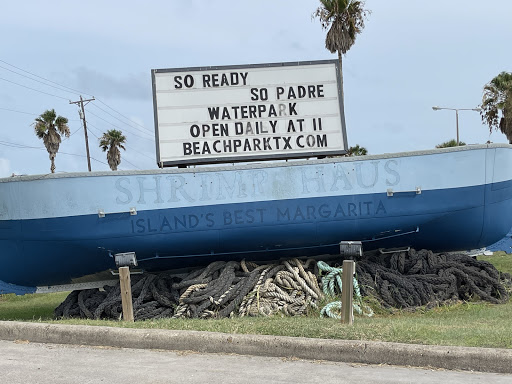 SO READY
SO PADRE
WATERPARK
OPEN DAILY AT 11
BEACHPARKTX.COM
SHRIMP HAUS
ISLAND'S BEST MARGARITA